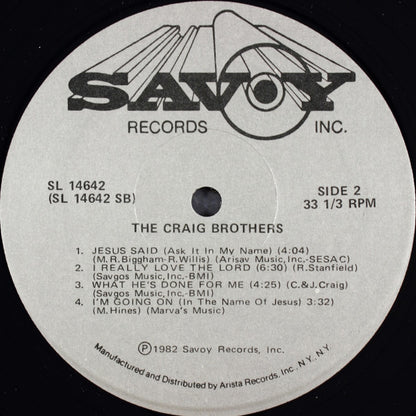 SAVOY
RECORDS INC.
SL 14642 SIDE 2
(SL 14642 SB) 33 1/3 RPM
THE CRAIG BROTHERS
1. JESUS SAID (Ask It In My Name) (4:04)
(M.R.Biggham-R.Willis) (Arisav Music, Inc.-SESAC)
2. I REALLY LOVE THE LORD (6:30) (R.Stanfield)
(Savgos Music, Inc.-BMI)
3. WHAT HE'S DONE FOR ME (4:25) (C.&J.Craig)
(Savgos Music, Inc.-BMI)
4. I'M GOING ON (In The Name Of Jesus) 3:32)
(M.Hines) (Marva's Music)
Ⓟ1982 Savoy Records, Inc.
Manufactured and Distributed by Arista Records, Inc., N.Y., N.Y.